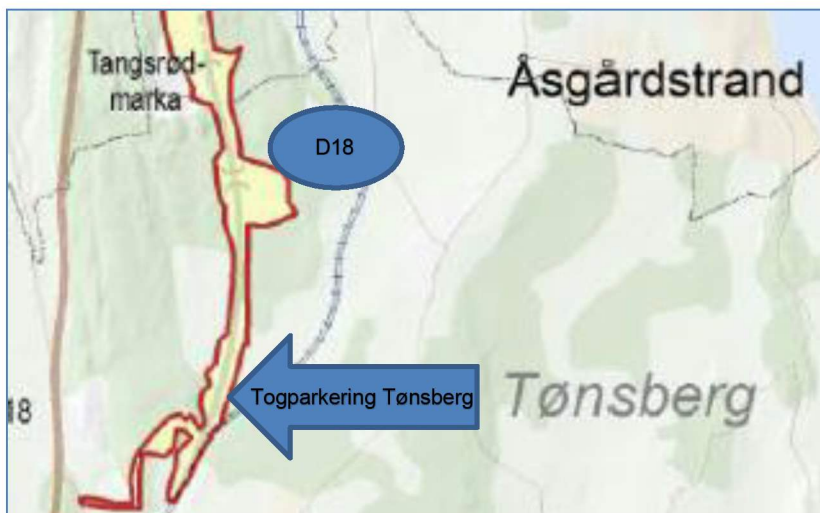 Tangsrød-
marka
Åsgårdstrand
D18
Togparkering Tønsberg
Tønsberg
18